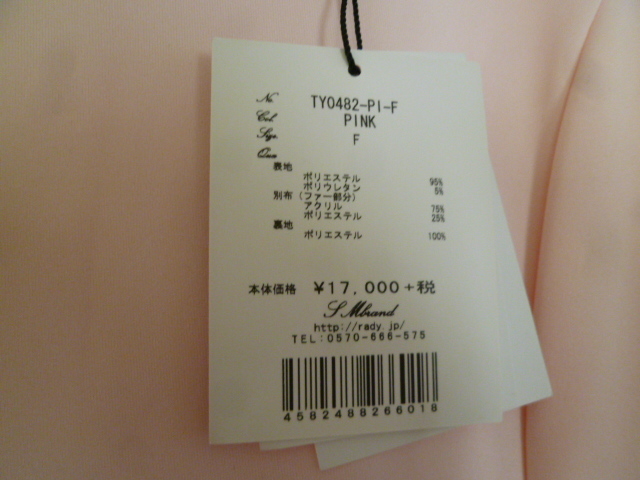 No. TY0482-PI-F
Col. PINK
Sze. F
Qua
表地
ポリエステル 95%
ポリウレタン 5%
別布(ファー部分)
アクリル 75%
ポリエステル 25%
裏地
ポリエステル 100%
本体価格 ¥17,000+税
S Mbrand
http://rady.jp/
TEL:0570-666-575
4582488266018